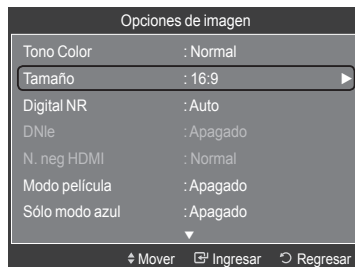 Opciones de imagen
Tono Color : Normal
Tamaño : 16:9
Digital NR : Auto
DNIe : Apagado
N. neg HDMI : Normal
Modo película : Apagado
Sólo modo azul : Apagado
Mover Ingresar Regresar